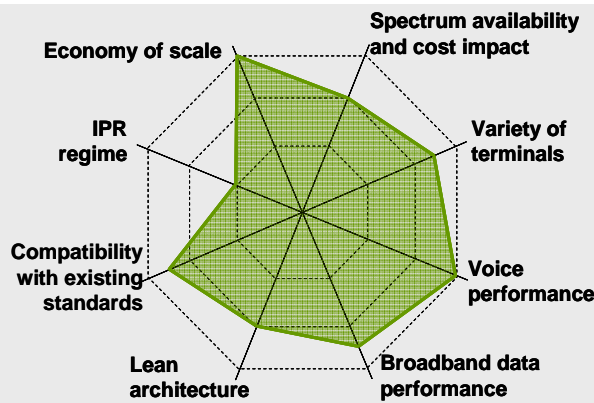 Spectrum availability
and cost impact
Economy of scale
Variety of
terminals
IPR
regime
Compatibility
with existing
standards
Voice
performance
Lean
architecture
Broadband data
performance